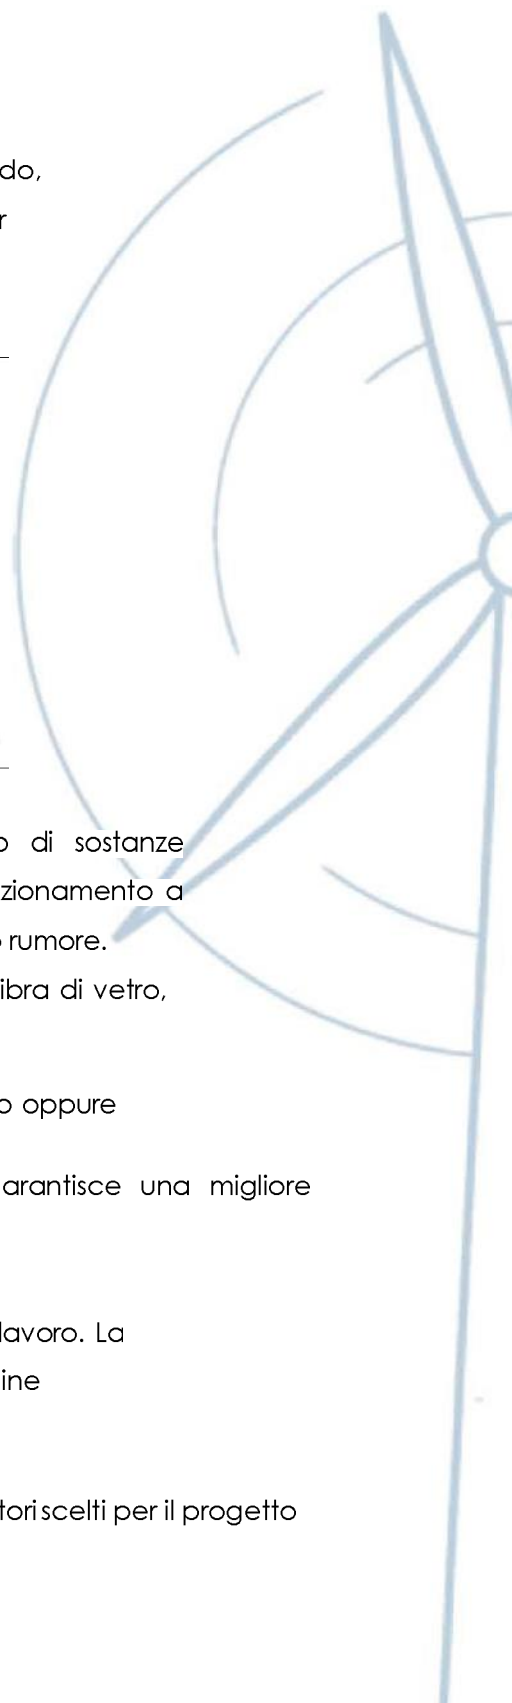 do,
r
o di sostanze
zionamento a
o rumore.
ibra di vetro,
o oppure
arantisce una migliore
lavoro. La
ine
tori scelti per il progetto